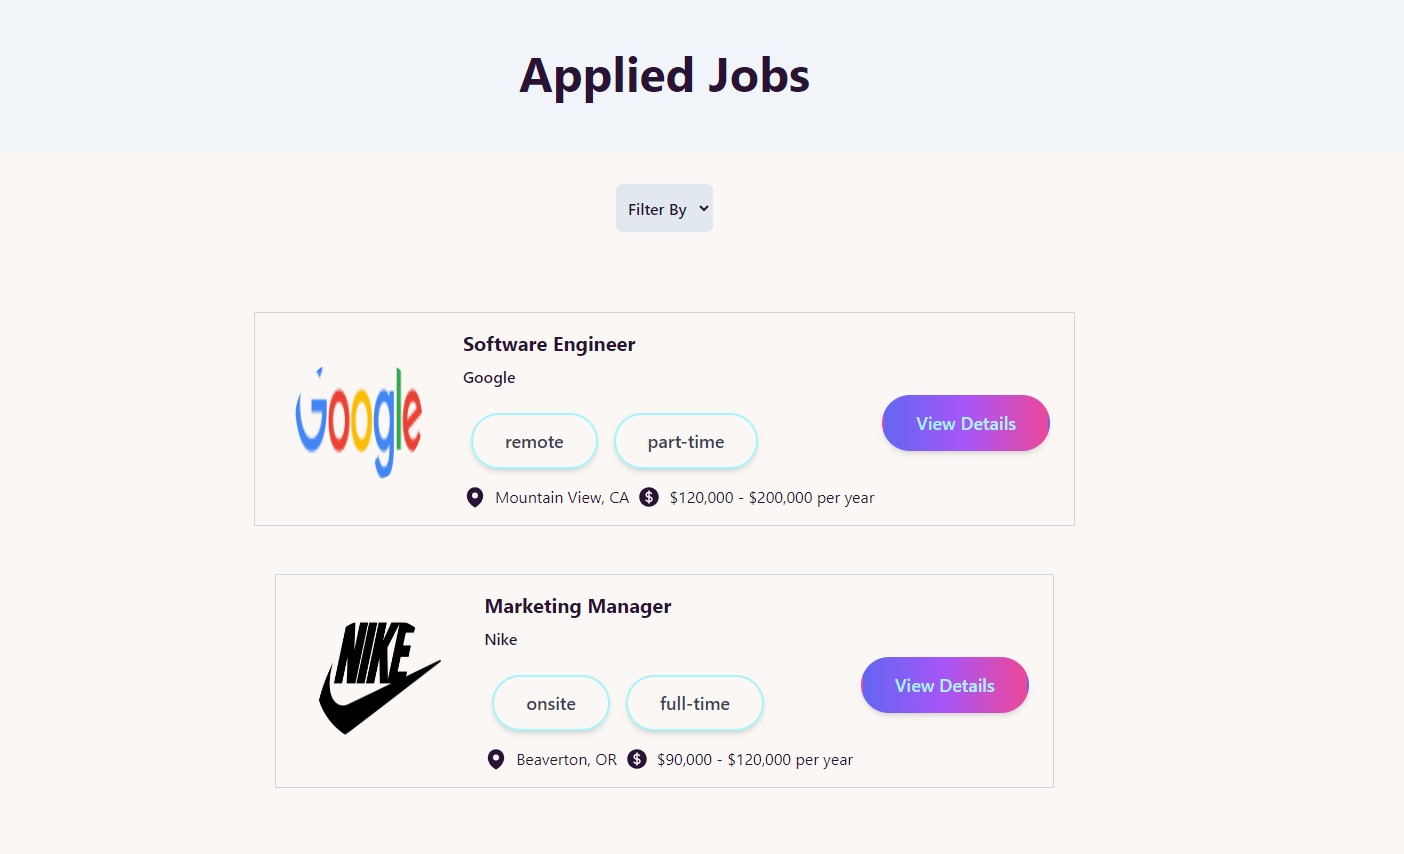 Applied Jobs
Filter By
Software Engineer
Google
Google
remote part-time
View Details
Mountain View, CA $ $120,000 - $200,000 per year
Marketing Manager
NIKE
Nike
onsite full-time
View Details
Beaverton, OR $ $90,000 - $120,000 per year